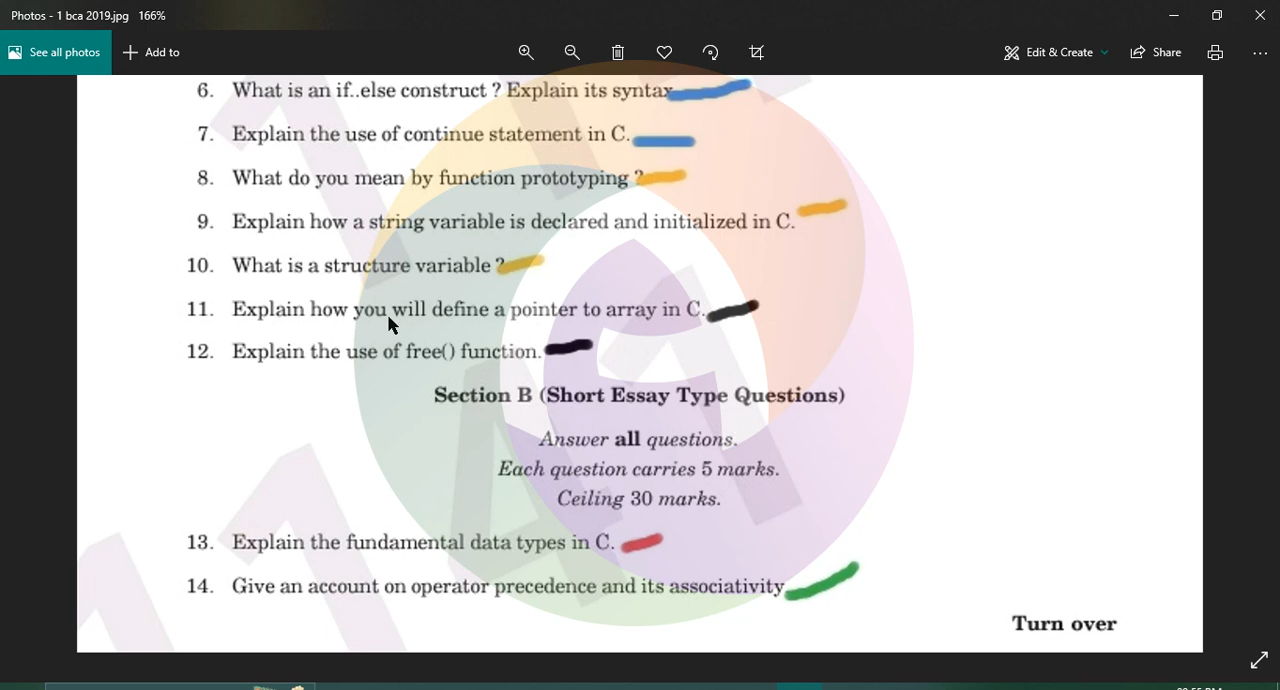 Photos - 1 bca 2019.jpg 166%
See all photos
Add to
Edit & Create
Share
6. What is an if..else construct ? Explain its syntax
7. Explain the use of continue statement in C.
8. What do you mean by function prototyping ?
9. Explain how a string variable is declared and initialized in C.
10. What is a structure variable ?
11. Explain how you will define a pointer to array in C.
12. Explain the use of free() function.
Section B (Short Essay Type Questions)
Answer all questions.
Each question carries 5 marks.
Ceiling 30 marks.
13. Explain the fundamental data types in C.
14. Give an account on operator precedence and its associativity
Turn over